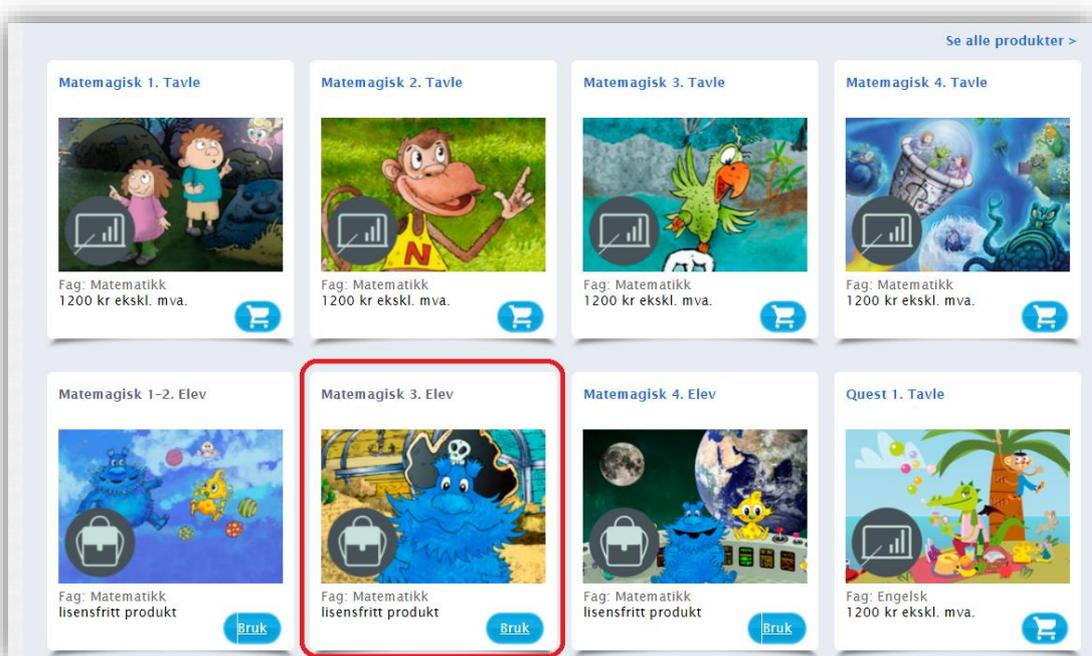 Se alle produkter >
Matemagisk 1. Tavle
Fag: Matematikk
1200 kr ekskl. mva.
Matemagisk 2. Tavle
N
Fag: Matematikk
1200 kr ekskl. mva.
Matemagisk 3. Tavle
Fag: Matematikk
1200 kr ekskl. mva.
Matemagisk 4. Tavle
Fag: Matematikk
1200 kr ekskl. mva.
Matemagisk 1-2. Elev
Fag: Matematikk
lisensfritt produkt
Bruk
Matemagisk 3. Elev
Fag: Matematikk
lisensfritt produkt
Bruk
Matemagisk 4. Elev
Fag: Matematikk
lisensfritt produkt
Bruk
Quest 1. Tavle
Fag: Engelsk
1200 kr ekskl. mva.